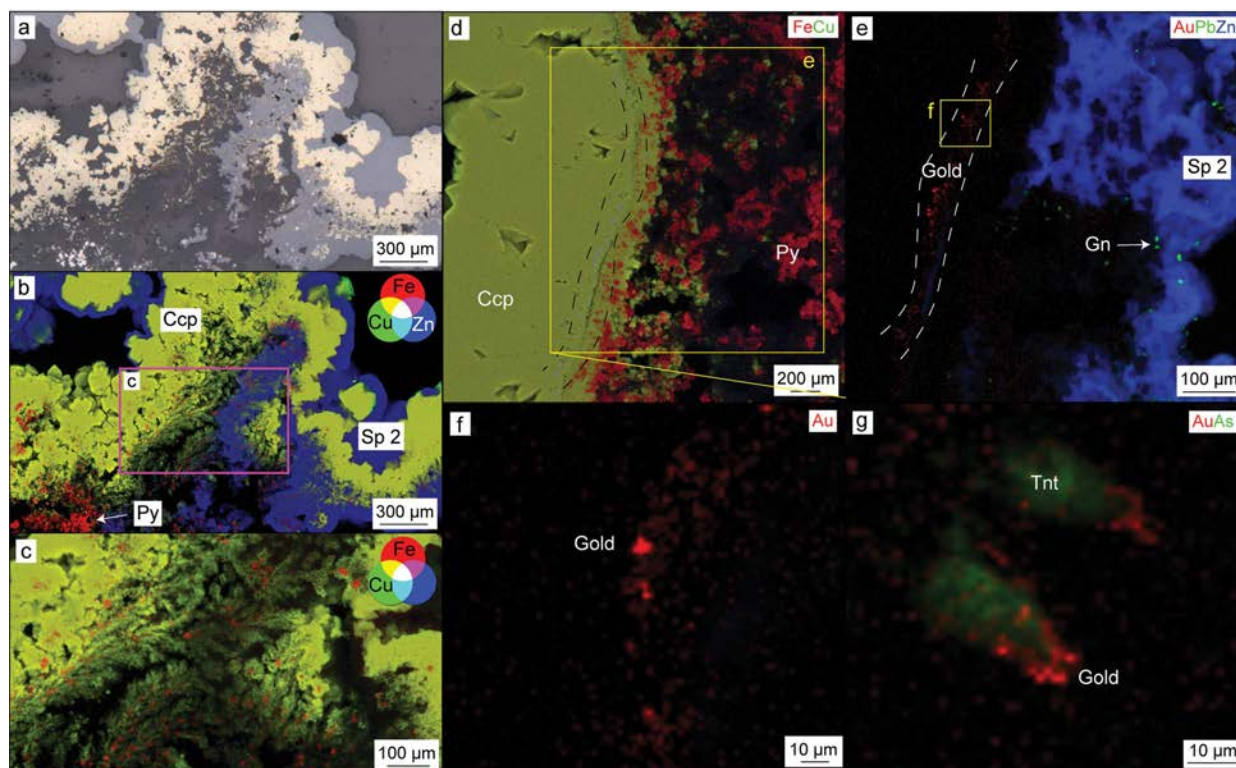 a
300 µm
b
Ccp
Fe
Cu
Zn
c
Sp 2
Py
300 µm
c
Fe
Cu
100 µm
d
FeCu
e
Py
Ccp
200 µm
e
AuPbZn
f
Gold
Sp 2
Gn
100 µm
f
Au
Gold
10 µm
g
AuAs
Tnt
Gold
10 µm